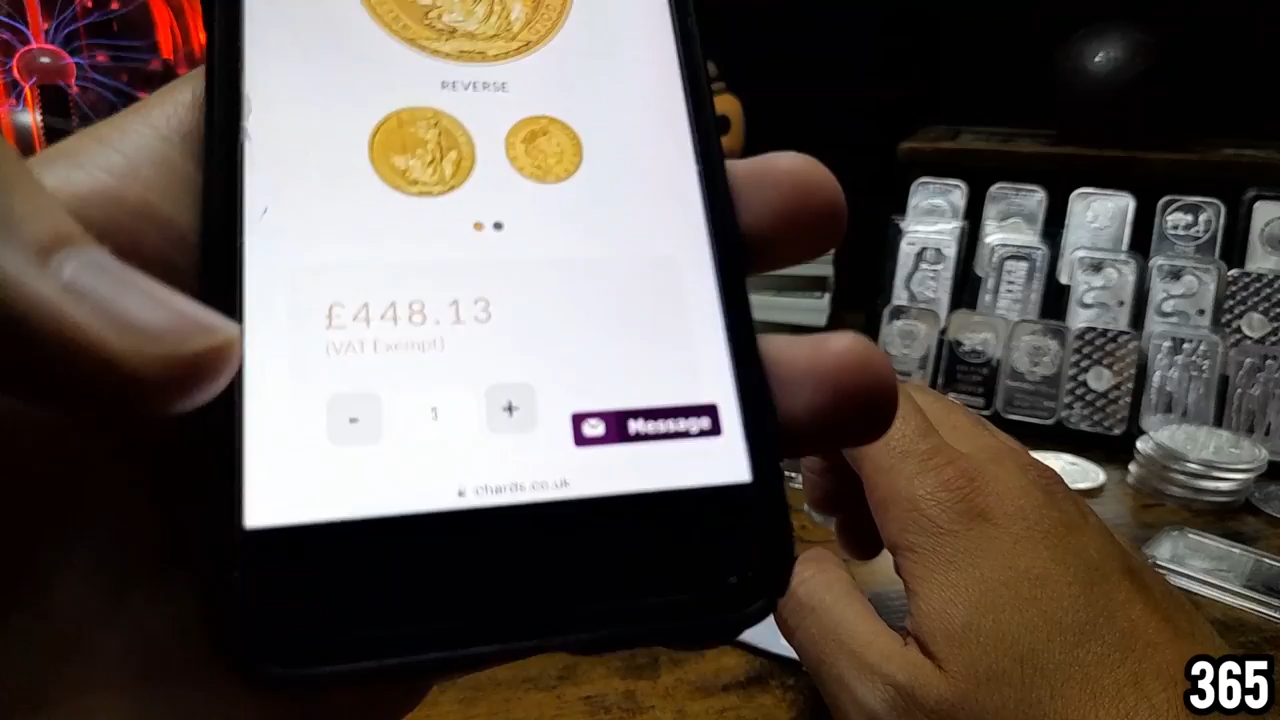 REVERSE
£448.13
(VAT Exempt)
-
1
+
Message
chards.co.uk
365